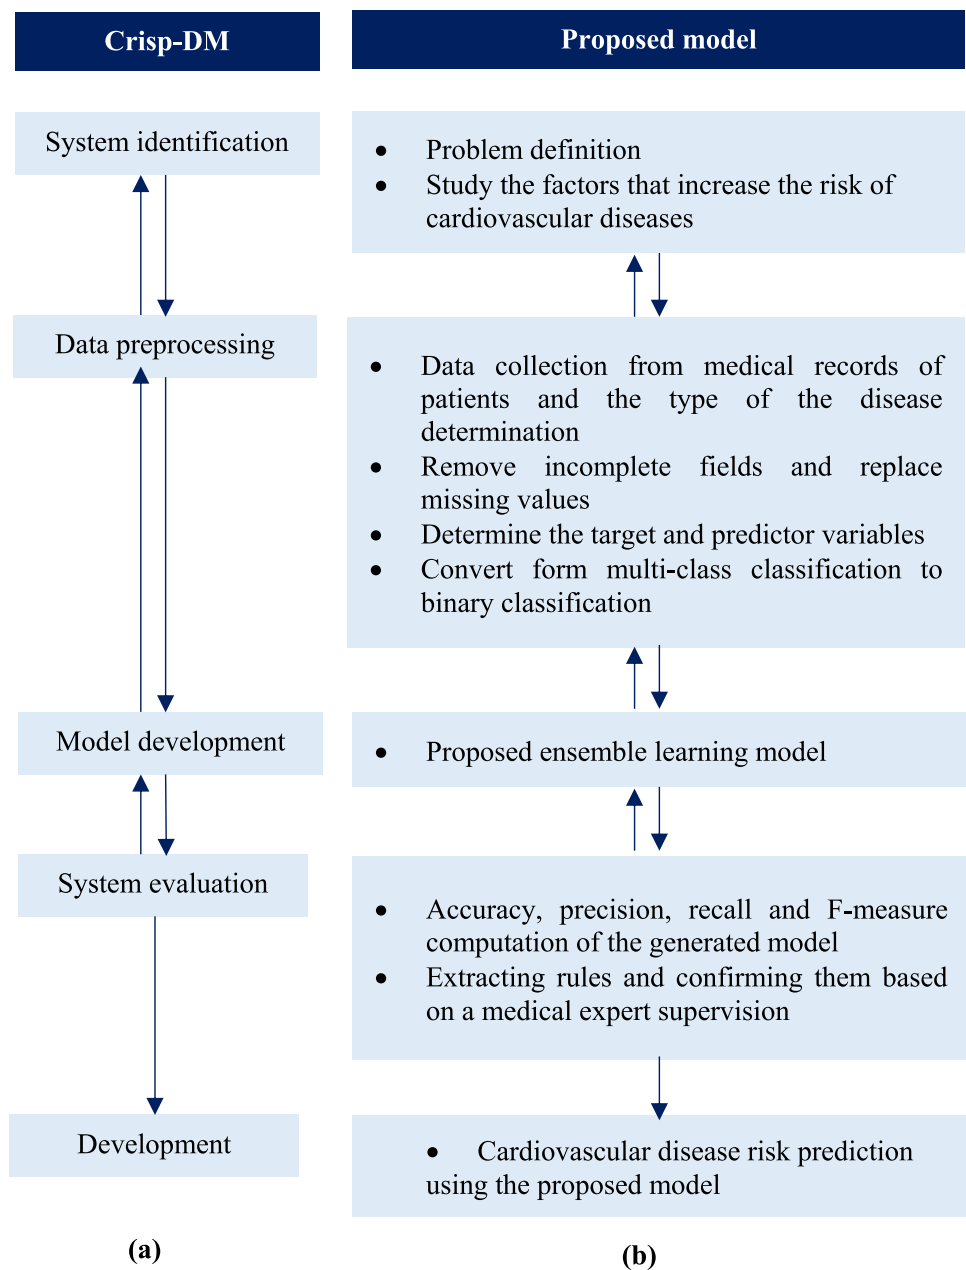 Crisp-DM
Proposed model
System identification
• Problem definition
• Study the factors that increase the risk of
cardiovascular diseases
Data preprocessing
• Data collection from medical records of
patients and the type of the disease
determination
• Remove incomplete fields and replace
missing values
• Determine the target and predictor variables
• Convert form multi-class classification to
binary classification
Model development
• Proposed ensemble learning model
System evaluation
• Accuracy, precision, recall and F-measure
computation of the generated model
• Extracting rules and confirming them based
on a medical expert supervision
Development
• Cardiovascular disease risk prediction
using the proposed model
(a)
(b)